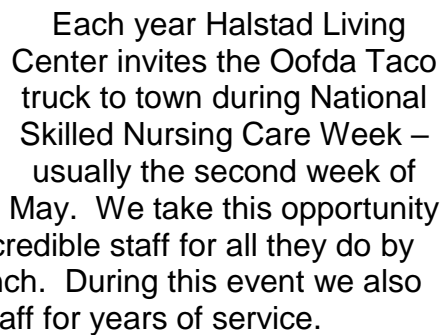 Each year Halstad Living
Center invites the Oofda Taco
truck to town during National
Skilled Nursing Care Week –
usually the second week of
May. We take this opportunity
staff for all they do by
During this event we also
for years of service.